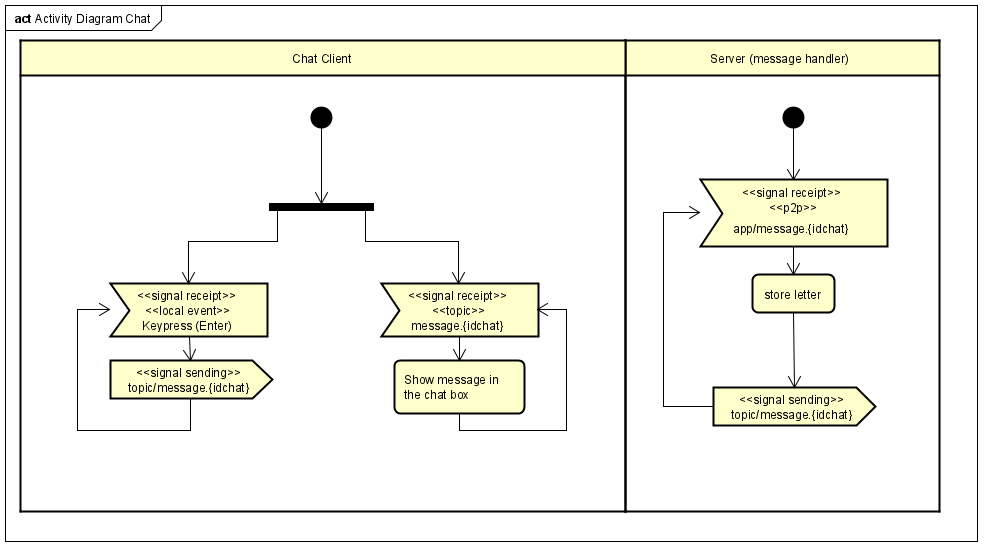 act Activity Diagram Chat
Chat Client
Server (message handler)
<<signal receipt>>
<<local event>>
Keypress (Enter)
<<signal sending>>
topic/message.{idchat}
<<signal receipt>>
<<topic>>
message.{idchat}
Show message in
the chat box
<<signal receipt>>
<<p2p>>
app/message.{idchat}
store letter
<<signal sending>>
topic/message.{idchat}